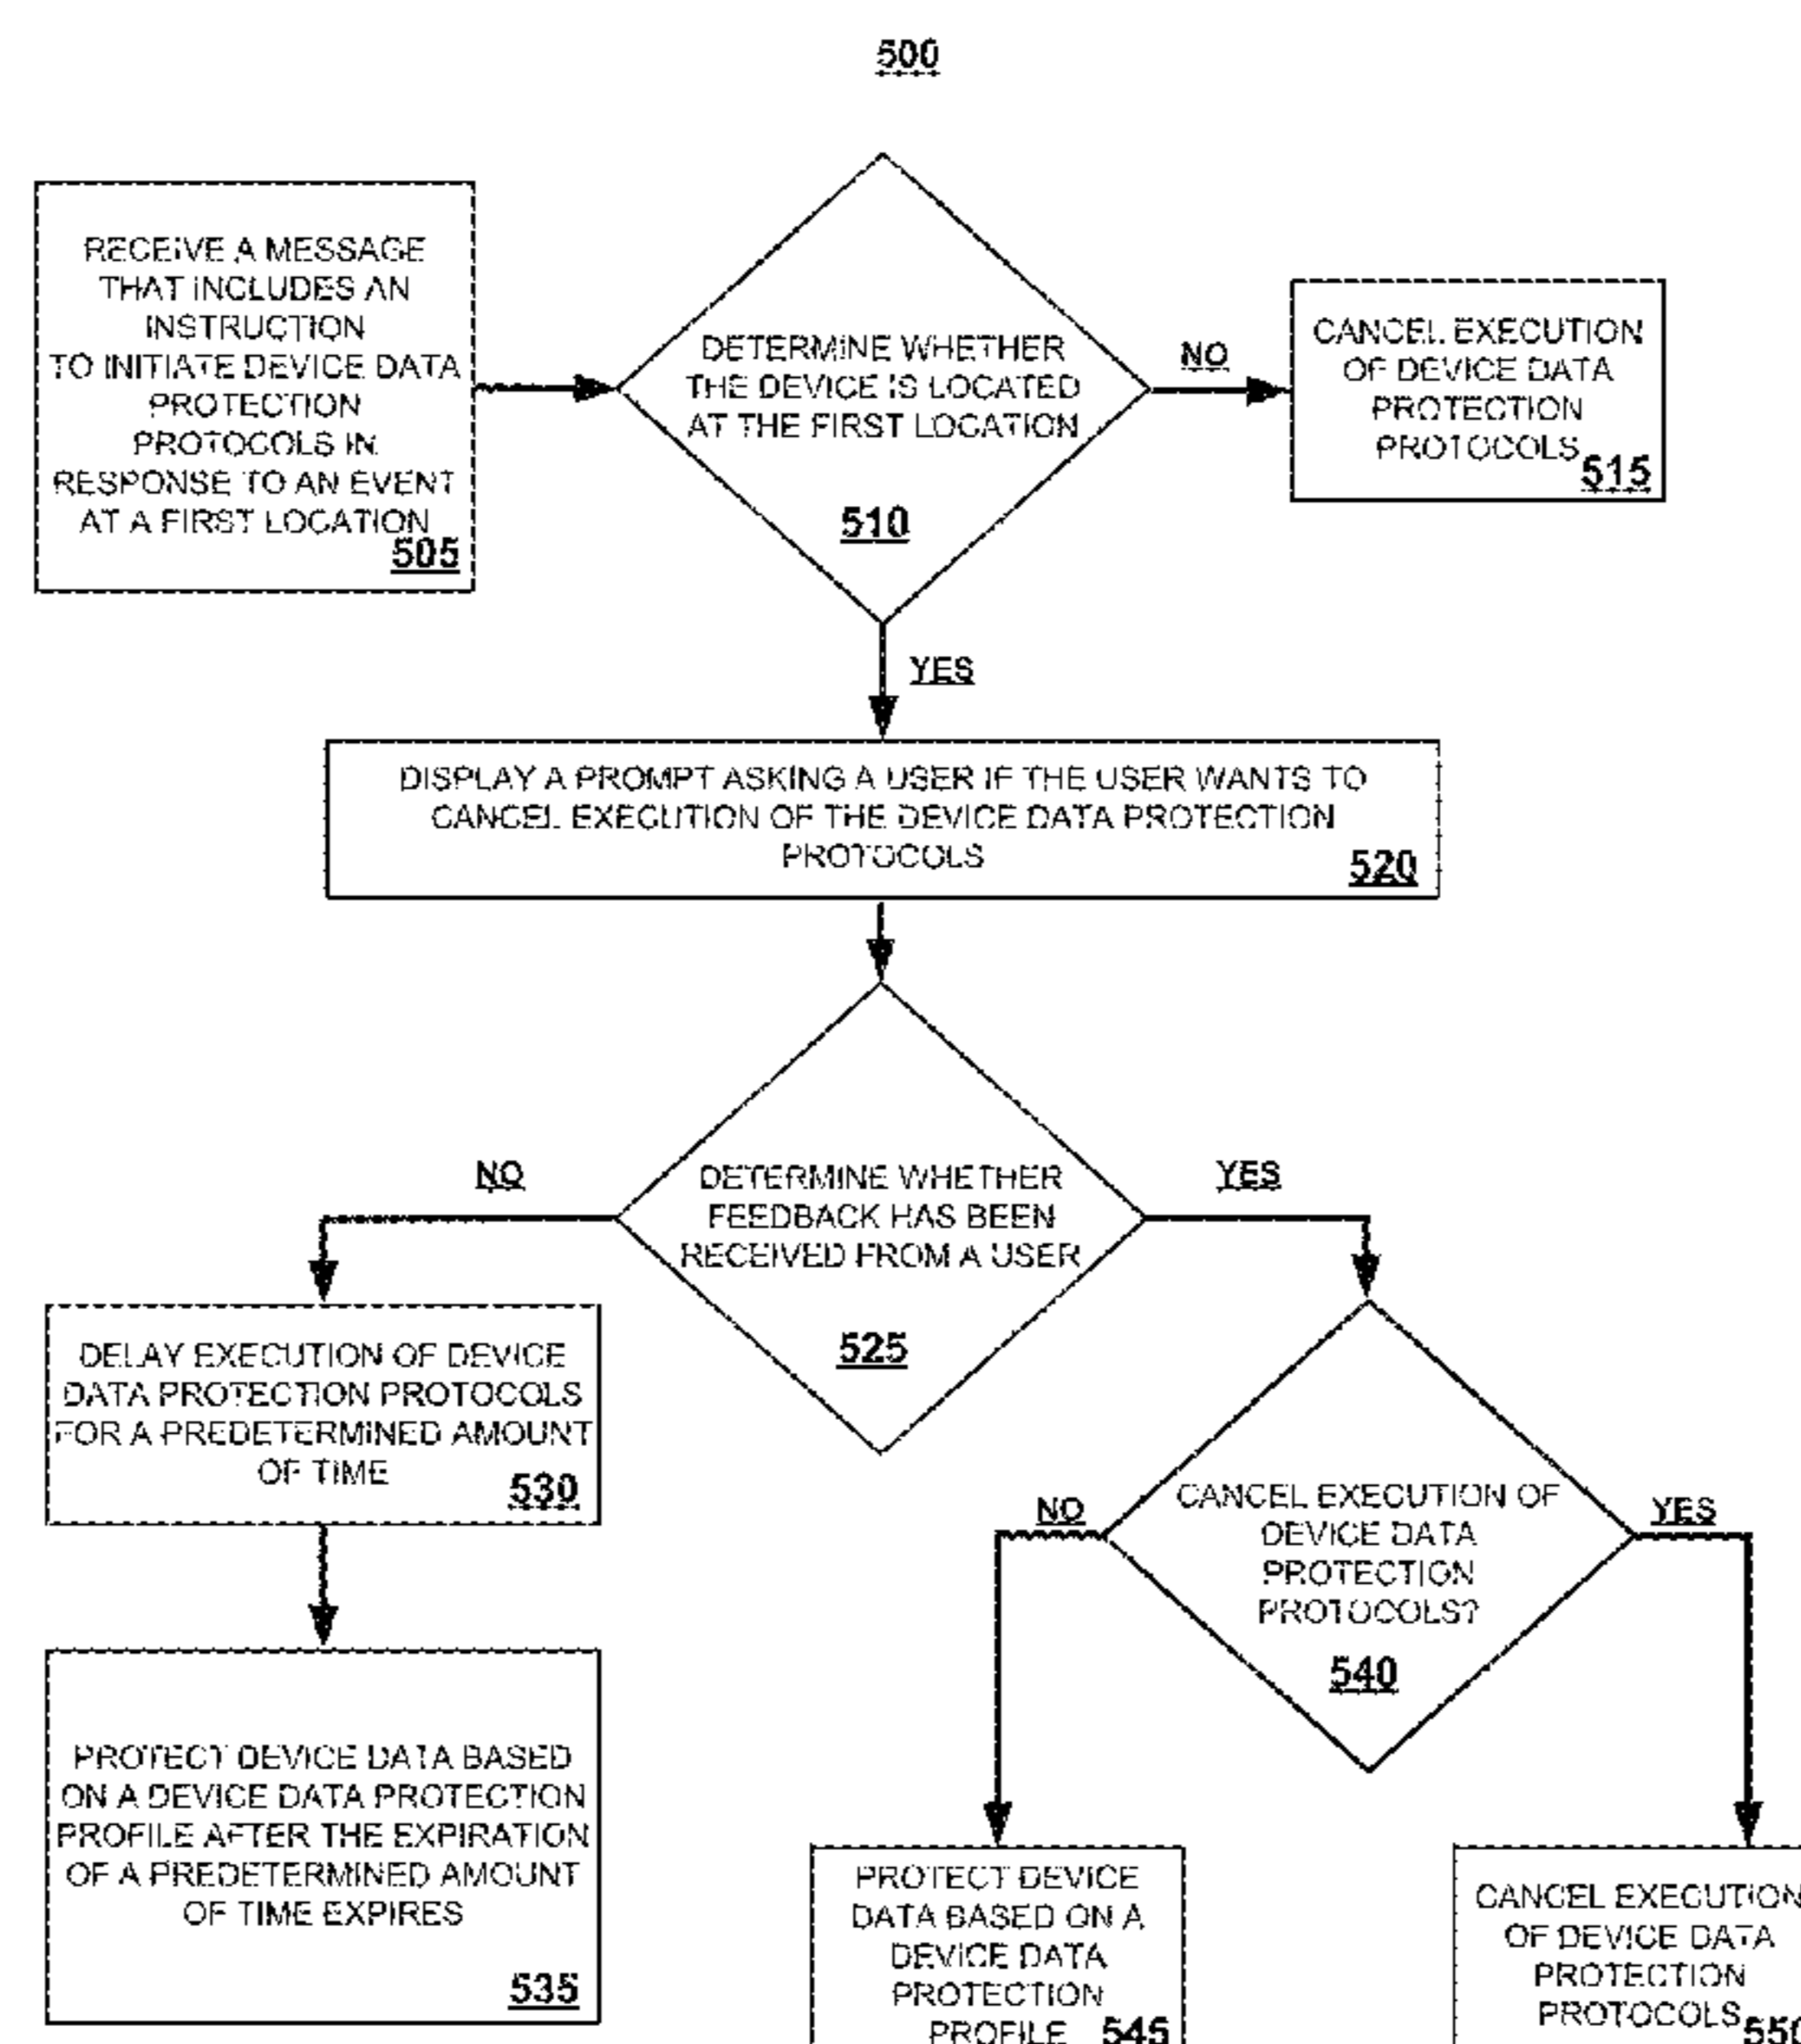 500
RECEIVE A MESSAGE
THAT INCLUDES AN
INSTRUCTION
TO INITIATE DEVICE DATA
PROTECTION
PROTOCOLS IN
RESPONSE TO AN EVENT
AT A FIRST LOCATION
505
DETERMINE WHETHER
THE DEVICE IS LOCATED
AT THE FIRST LOCATION
510
NO
CANCEL EXECUTION
OF DEVICE DATA
PROTECTION
PROTOCOLS
515
YES
DISPLAY A PROMPT ASKING A USER IF THE USER WANTS TO
CANCEL EXECUTION OF THE DEVICE DATA PROTECTION
PROTOCOLS
520
DETERMINE WHETHER
FEEDBACK HAS BEEN
RECEIVED FROM A USER
525
NO
YES
DELAY EXECUTION OF DEVICE
DATA PROTECTION PROTOCOLS
FOR A PREDETERMINED AMOUNT
OF TIME
530
PROTECT DEVICE DATA BASED
ON A DEVICE DATA PROTECTION
PROFILE AFTER THE EXPIRATION
OF A PREDETERMINED AMOUNT
OF TIME EXPIRES
535
CANCEL EXECUTION OF
DEVICE DATA
PROTECTION
PROTOCOLS?
540
NO
YES
PROTECT DEVICE
DATA BASED ON A
DEVICE DATA
PROTECTION
PROFILE
545
CANCEL EXECUTION
OF DEVICE DATA
PROTECTION
PROTOCOLS
550